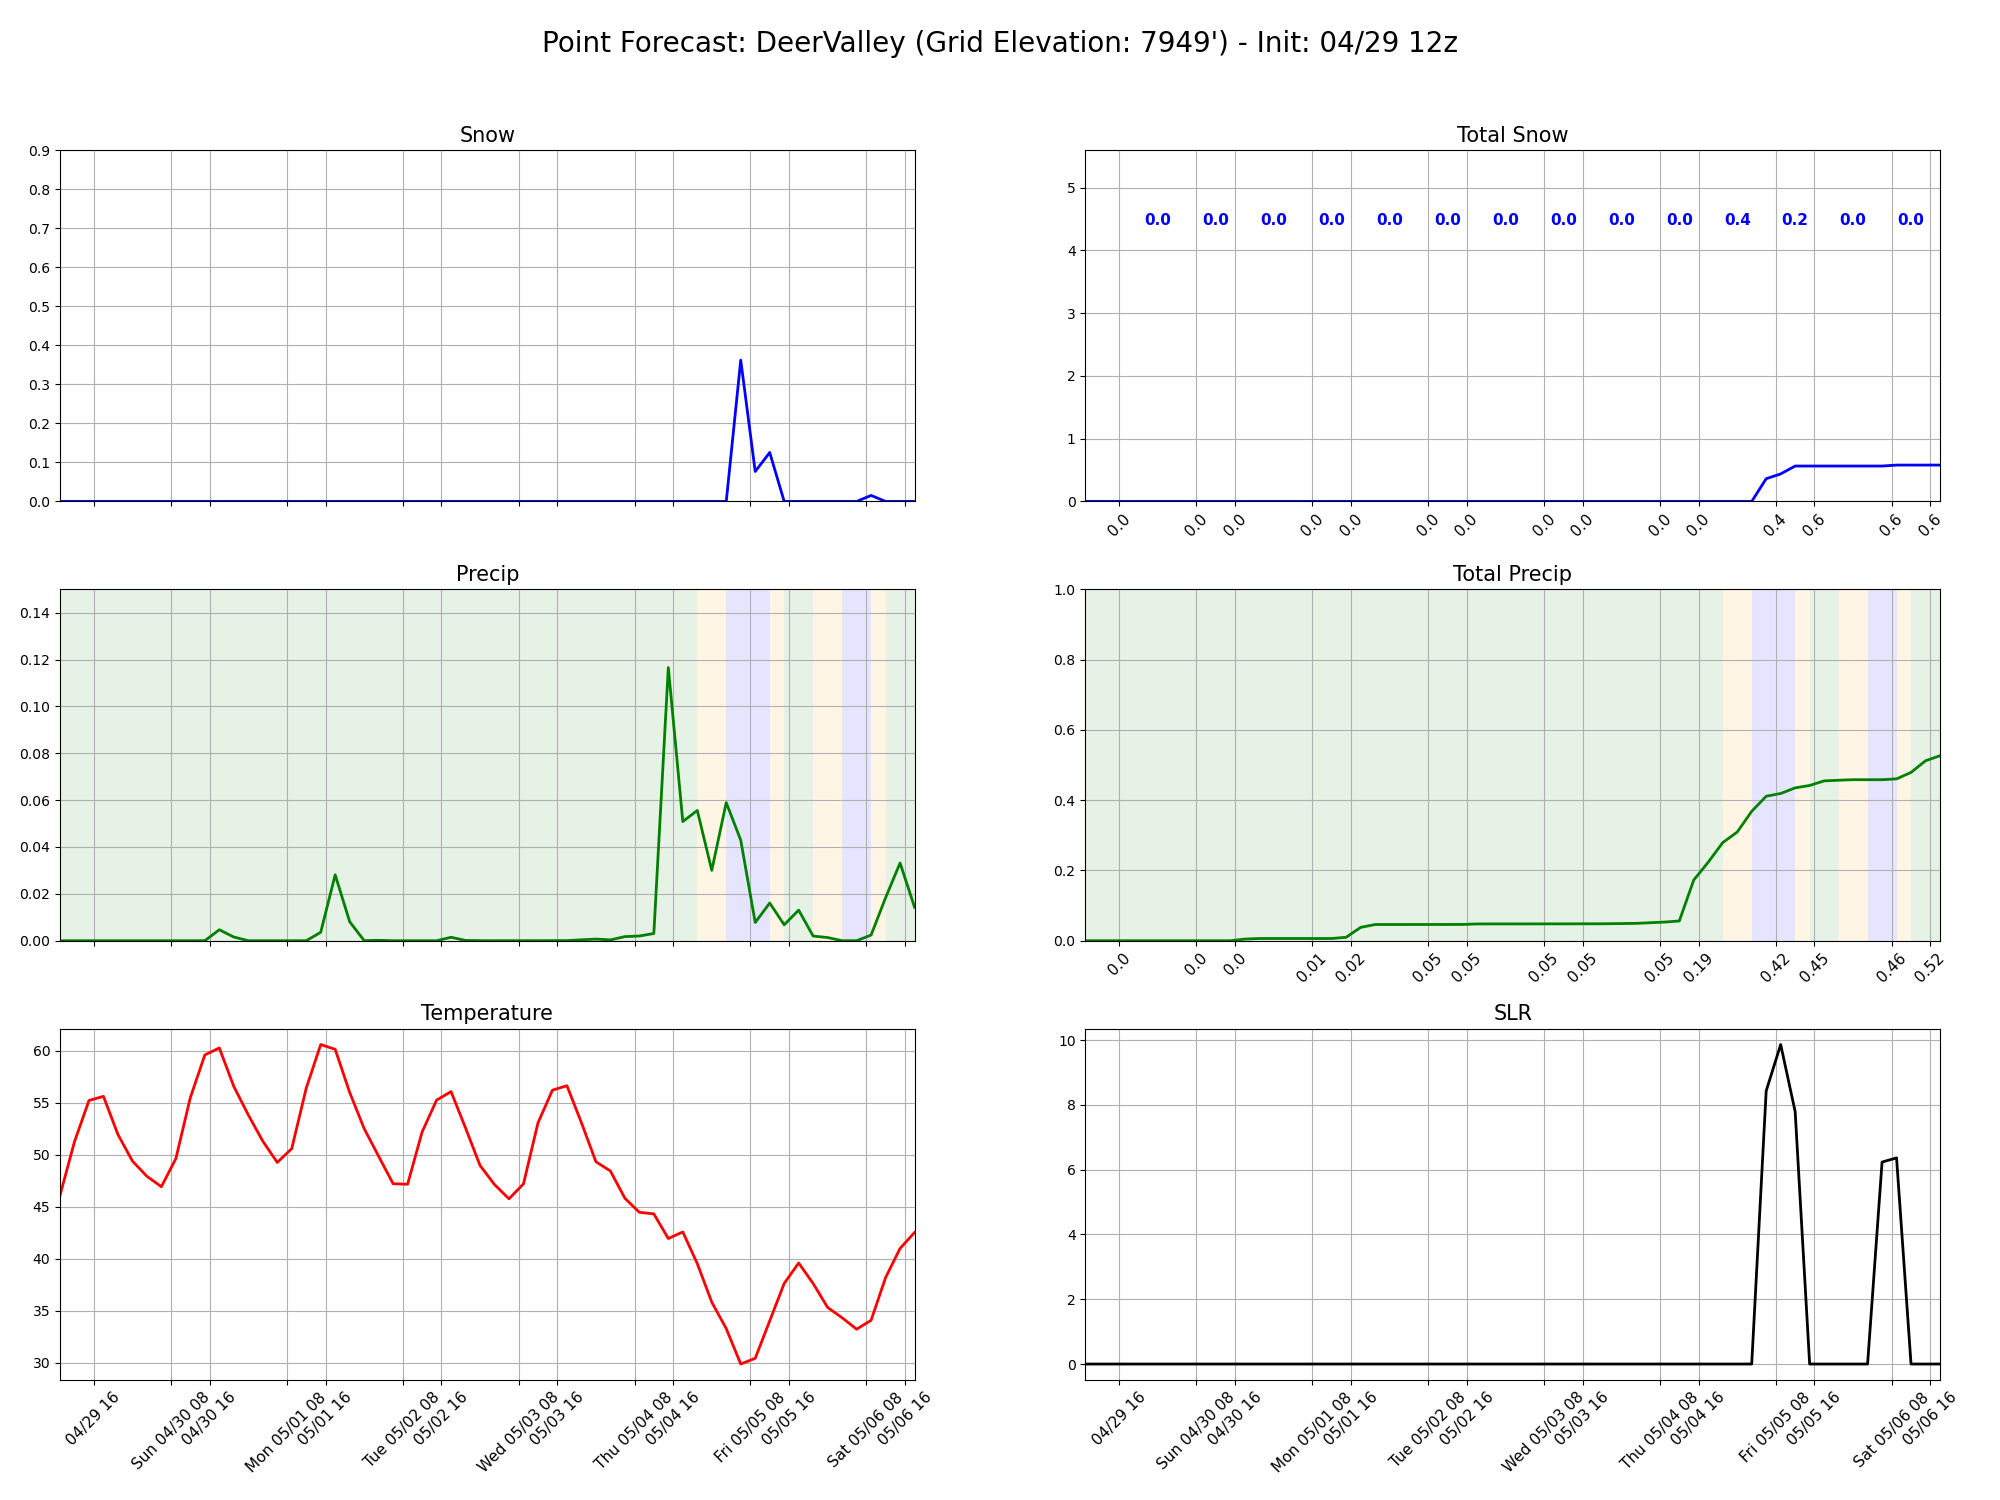 Point Forecast: DeerValley (Grid Elevation: 7949') - Init: 04/29 12z
Snow
0.9
0.8
0.7
0.6
0.5
0.4
0.3
0.2
0.1
0.0
Total Snow
5
4
3
2
1
0
0.0 0.0 0.0 0.0 0.0 0.0 0.0 0.0 0.0 0.0 0.4 0.2 0.0 0.0
0.0 0.0 0.0 0.0 0.0 0.0 0.0 0.0 0.0 0.0 0.0 0.4 0.6 0.6 0.6
Precip
0.14
0.12
0.10
0.08
0.06
0.04
0.02
0.00
Total Precip
1.0
0.8
0.6
0.4
0.2
0.0
0.0 0.0 0.0 0.01 0.02 0.05 0.05 0.05 0.05 0.05 0.19 0.42 0.45 0.46 0.52
Temperature
60
55
50
45
40
35
30
04/29 16
Sun 04/30 08
04/30 16
Mon 05/01 08
05/01 16
Tue 05/02 08
05/02 16
Wed 05/03 08
05/03 16
Thu 05/04 08
05/04 16
Fri 05/05 08
05/05 16
Sat 05/06 08
05/06 16
SLR
10
8
6
4
2
0
04/29 16
Sun 04/30 08
04/30 16
Mon 05/01 08
05/01 16
Tue 05/02 08
05/02 16
Wed 05/03 08
05/03 16
Thu 05/04 08
05/04 16
Fri 05/05 08
05/05 16
Sat 05/06 08
05/06 16